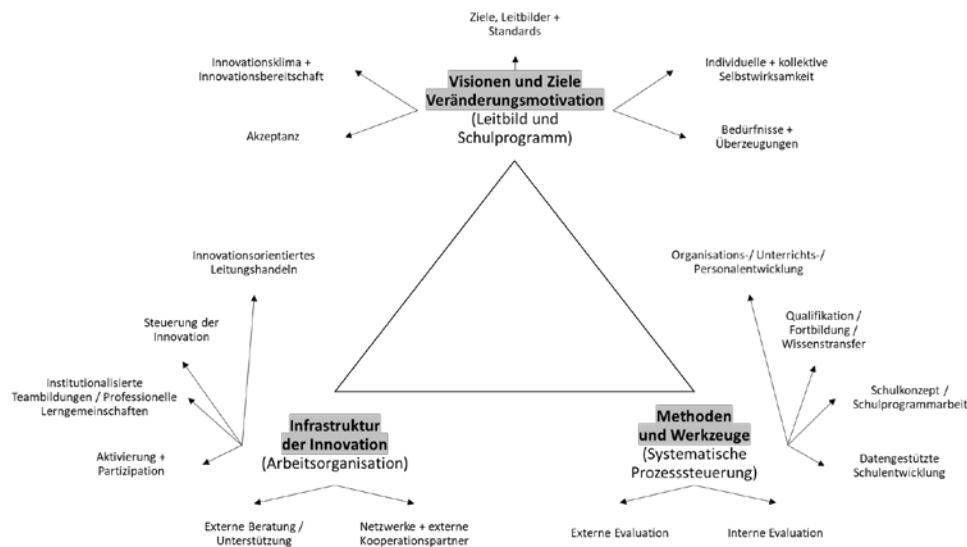 Ziele, Leitbilder +
Standards
Innovationsklima +
Innovationsbereitschaft
Akzeptanz
Visionen und Ziele
Veränderungsmotivation
(Leitbild und
Schulprogramm)
Individuelle + kollektive
Selbstwirksamkeit
Bedürfnisse +
Überzeugungen
Innovationsorientiertes
Leitungshandeln
Steuerung der
Innovation
Institutionalisierte
Teambildungen / Professionelle
Lerngemeinschaften
Aktivierung +
Partizipation
Infrastruktur
der Innovation
(Arbeitsorganisation)
Externe Beratung /
Unterstützung
Netzwerke + externe
Kooperationspartner
Organisations-/ Unterrichts-/
Personalentwicklung
Qualifikation /
Fortbildung /
Wissenstransfer
Schulkonzept /
Schulprogrammarbeit
Datengestützte
Schulentwicklung
Methoden
und Werkzeuge
(Systematische
Prozesssteuerung)
Externe Evaluation
Interne Evaluation